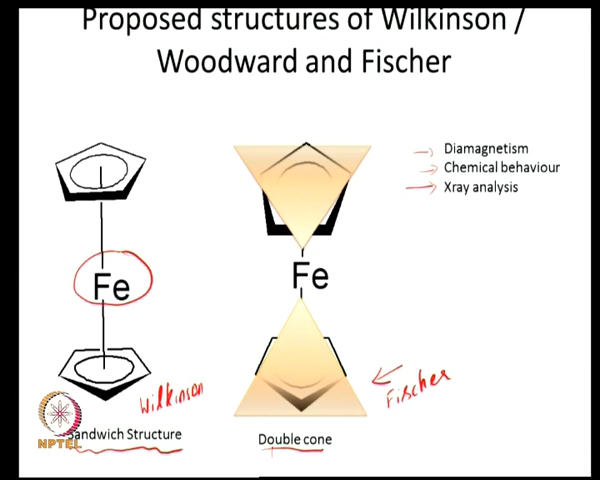 Proposed structures of Wilkinson /
Woodward and Fischer
Diamagnetism
Chemical behaviour
Xray analysis
Fe
Fe
Wilkinson
Fischer
Sandwich Structure
Double cone
NPTEL